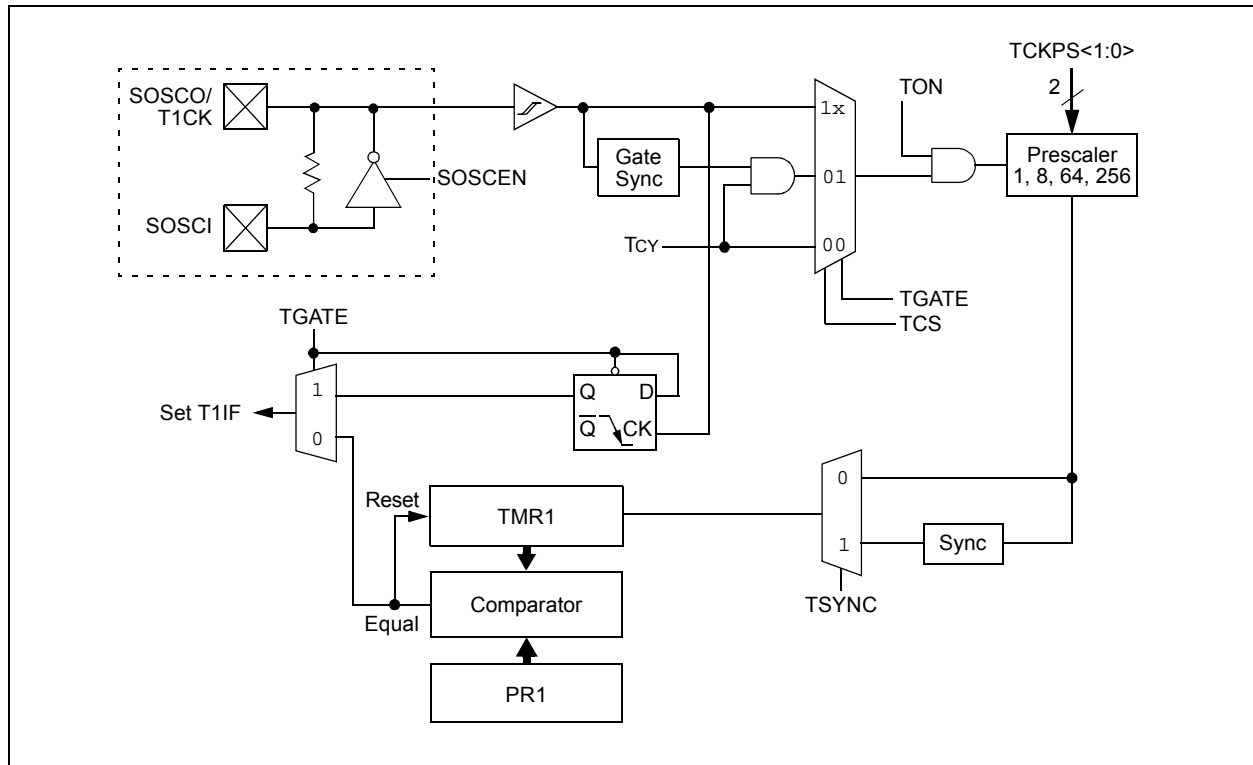 TCKPS<1:0>
2
SOSCO/
T1CK
TON
1x
Gate
Sync
Prescaler
1, 8, 64, 256
SOSCEN
01
SOSCI
TCY
00
TGATE
TCS
TGATE
1
Q D
Set T1IF
Q CK
0
0
Reset
TMR1
1
Sync
Comparator
TSYNC
Equal
PR1